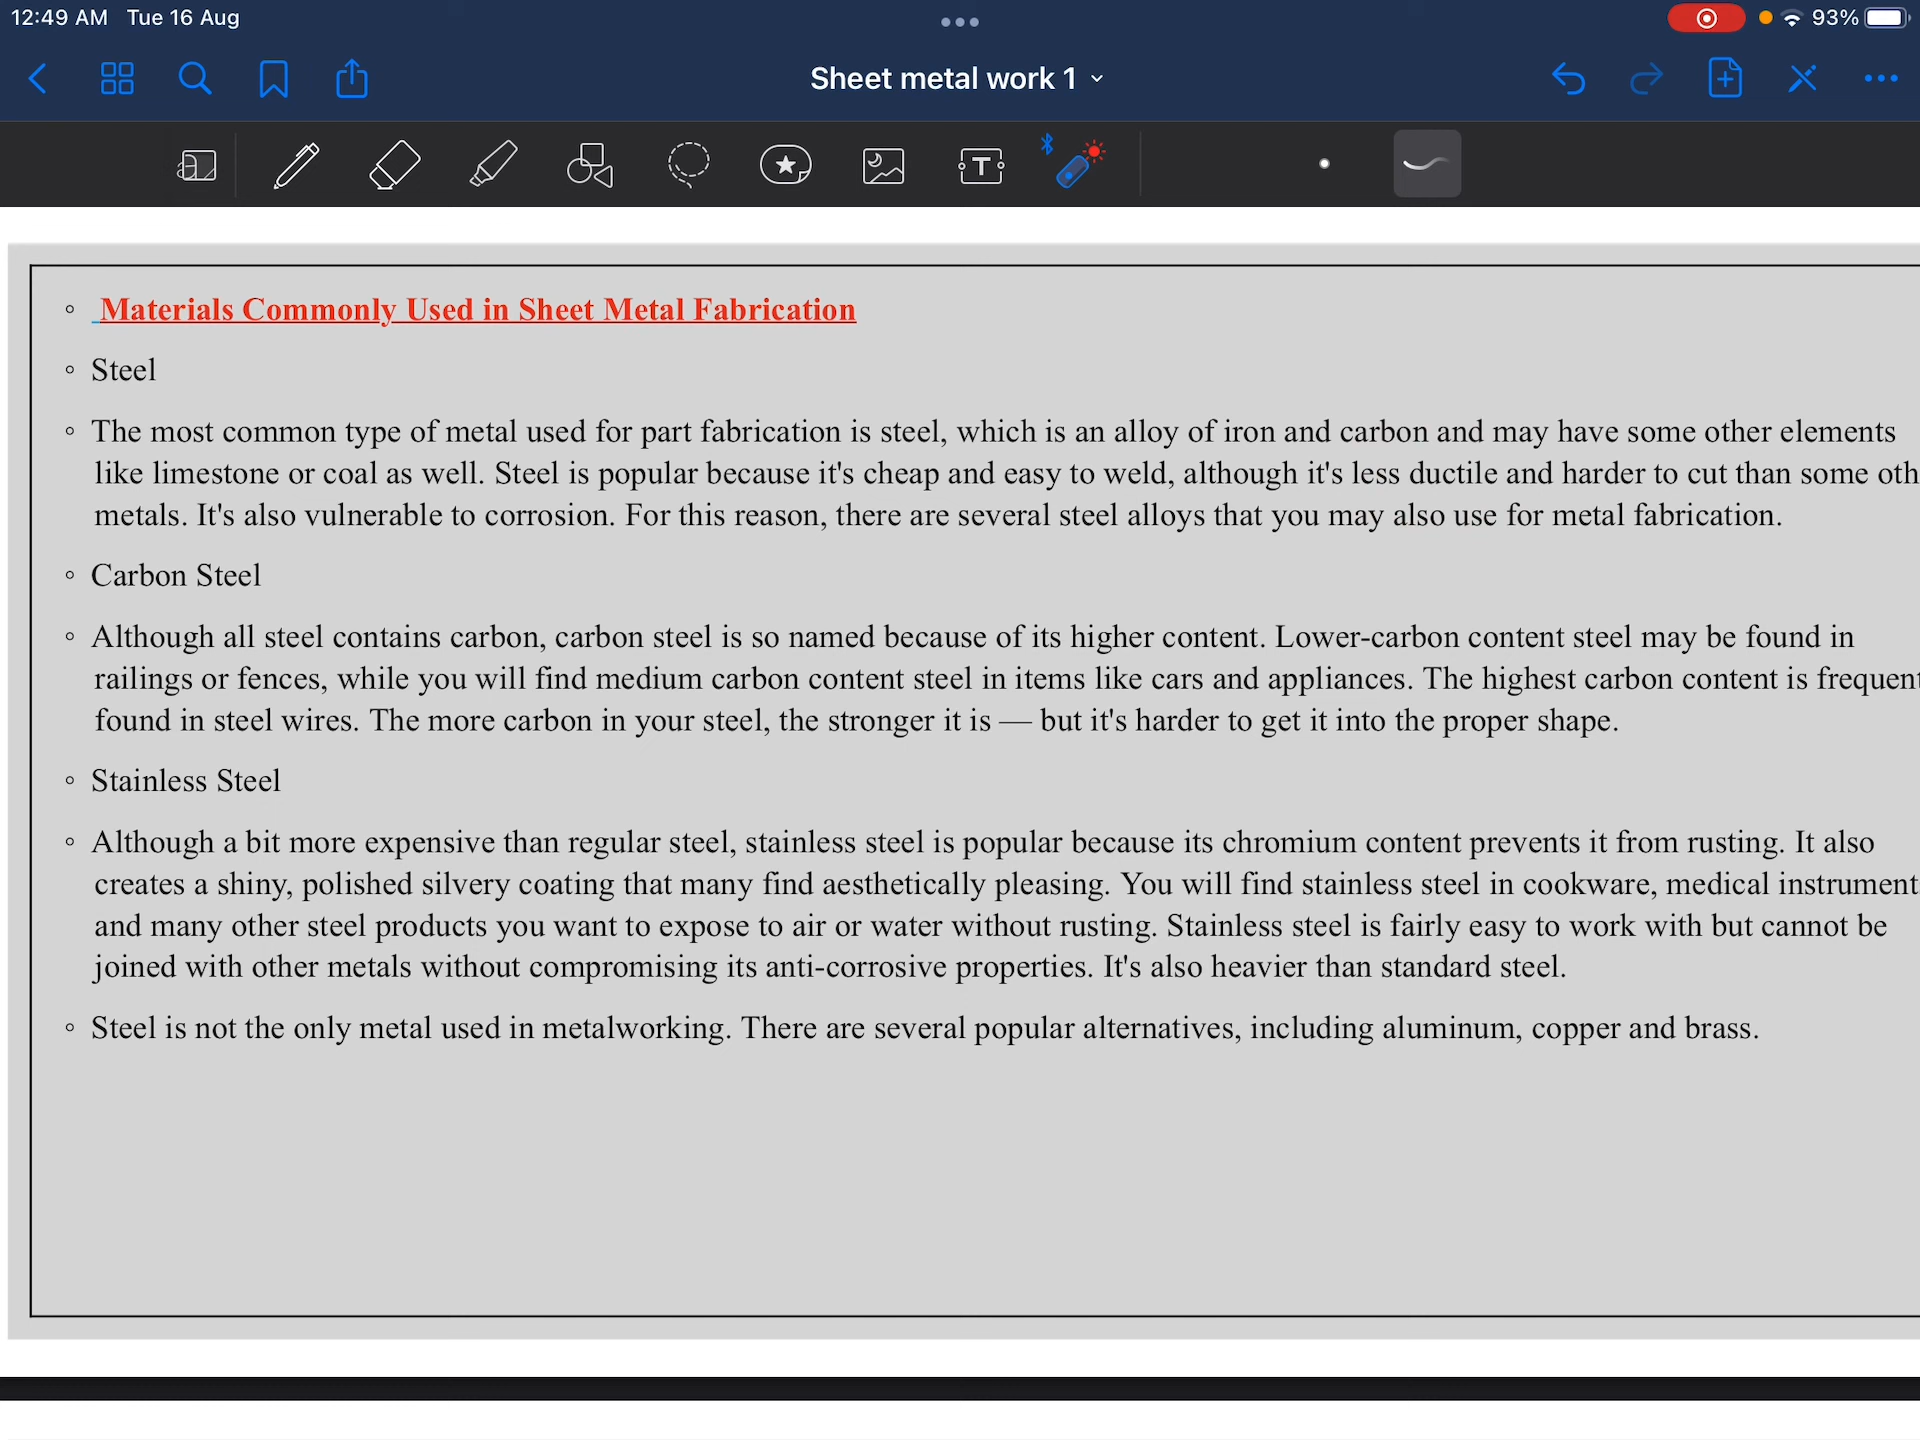 12:49 AM Tue 16 Aug
93%
Sheet metal work 1
T
Materials Commonly Used in Sheet Metal Fabrication
Steel
The most common type of metal used for part fabrication is steel, which is an alloy of iron and carbon and may have some other elements
like limestone or coal as well. Steel is popular because it's cheap and easy to weld, although it's less ductile and harder to cut than some oth
metals. It's also vulnerable to corrosion. For this reason, there are several steel alloys that you may also use for metal fabrication.
Carbon Steel
Although all steel contains carbon, carbon steel is so named because of its higher content. Lower-carbon content steel may be found in
railings or fences, while you will find medium carbon content steel in items like cars and appliances. The highest carbon content is frequent
found in steel wires. The more carbon in your steel, the stronger it is — but it's harder to get it into the proper shape.
Stainless Steel
Although a bit more expensive than regular steel, stainless steel is popular because its chromium content prevents it from rusting. It also
creates a shiny, polished silvery coating that many find aesthetically pleasing. You will find stainless steel in cookware, medical instrument
and many other steel products you want to expose to air or water without rusting. Stainless steel is fairly easy to work with but cannot be
joined with other metals without compromising its anti-corrosive properties. It's also heavier than standard steel.
Steel is not the only metal used in metalworking. There are several popular alternatives, including aluminum, copper and brass.